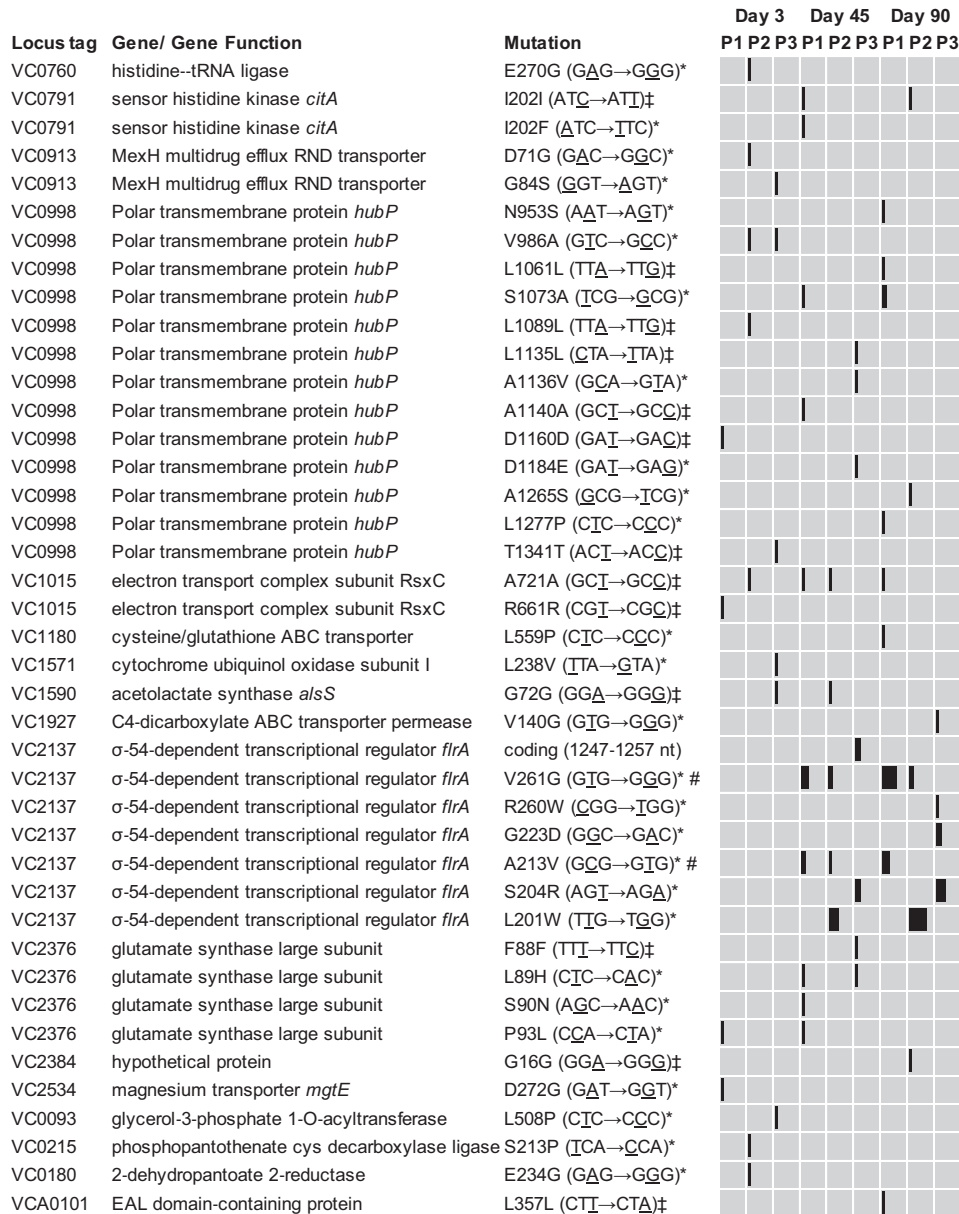 Day 3 Day 45 Day 90
Locus tag Gene/ Gene Function Mutation P1 P2 P3 P1 P2 P3 P1 P2 P3
VC0760 histidine--tRNA ligase E270G (GAG→GGG)*
VC0791 sensor histidine kinase citA I202I (ATC→ATT)‡
VC0791 sensor histidine kinase citA I202F (ATC→TTC)*
VC0913 MexH multidrug efflux RND transporter D71G (GAC→GGC)*
VC0913 MexH multidrug efflux RND transporter G84S (GGT→AGT)*
VC0998 Polar transmembrane protein hubP N953S (AAT→AGT)*
VC0998 Polar transmembrane protein hubP V986A (GTC→GCC)*
VC0998 Polar transmembrane protein hubP L1061L (TTA→TTG)‡
VC0998 Polar transmembrane protein hubP S1073A (TCG→GCG)*
VC0998 Polar transmembrane protein hubP L1089L (TTA→TTG)‡
VC0998 Polar transmembrane protein hubP L1135L (CTA→TTA)‡
VC0998 Polar transmembrane protein hubP A1136V (GCA→GTA)*
VC0998 Polar transmembrane protein hubP A1140A (GCT→GCC)‡
VC0998 Polar transmembrane protein hubP D1160D (GAT→GAC)‡
VC0998 Polar transmembrane protein hubP D1184E (GAT→GAG)*
VC0998 Polar transmembrane protein hubP A1265S (GCG→TCG)*
VC0998 Polar transmembrane protein hubP L1277P (CTC→CCC)*
VC0998 Polar transmembrane protein hubP T1341T (ACT→ACC)‡
VC1015 electron transport complex subunit RsxC A721A (GCT→GCC)‡
VC1015 electron transport complex subunit RsxC R661R (CGT→CGC)‡
VC1180 cysteine/glutathione ABC transporter L559P (CTC→CCC)*
VC1571 cytochrome ubiquinol oxidase subunit I L238V (TTA→GTA)*
VC1590 acetolactate synthase alsS G72G (GGA→GGG)‡
VC1927 C4-dicarboxylate ABC transporter permease V140G (GTG→GGG)*
VC2137 σ-54-dependent transcriptional regulator flrA coding (1247-1257 nt)
VC2137 σ-54-dependent transcriptional regulator flrA V261G (GTG→GGG)* #
VC2137 σ-54-dependent transcriptional regulator flrA R260W (CGG→TGG)*
VC2137 σ-54-dependent transcriptional regulator flrA G223D (GGC→GAC)*
VC2137 σ-54-dependent transcriptional regulator flrA A213V (GCG→GTG)* #
VC2137 σ-54-dependent transcriptional regulator flrA S204R (AGT→AGA)*
VC2137 σ-54-dependent transcriptional regulator flrA L201W (TTG→TGG)*
VC2376 glutamate synthase large subunit F88F (TTT→TTC)‡
VC2376 glutamate synthase large subunit L89H (CTC→CAC)*
VC2376 glutamate synthase large subunit S90N (AGC→AAC)*
VC2376 glutamate synthase large subunit P93L (CCA→CTA)*
VC2384 hypothetical protein G16G (GGA→GGG)‡
VC2534 magnesium transporter mgtE D272G (GAT→GGT)*
VC0093 glycerol-3-phosphate 1-O-acyltransferase L508P (CTC→CCC)*
VC0215 phosphopantothenate cys decarboxylase ligase S213P (TCA→CCA)*
VC0180 2-dehydropantoate 2-reductase E234G (GAG→GGG)*
VCA0101 EAL domain-containing protein L357L (CTT→CTA)‡